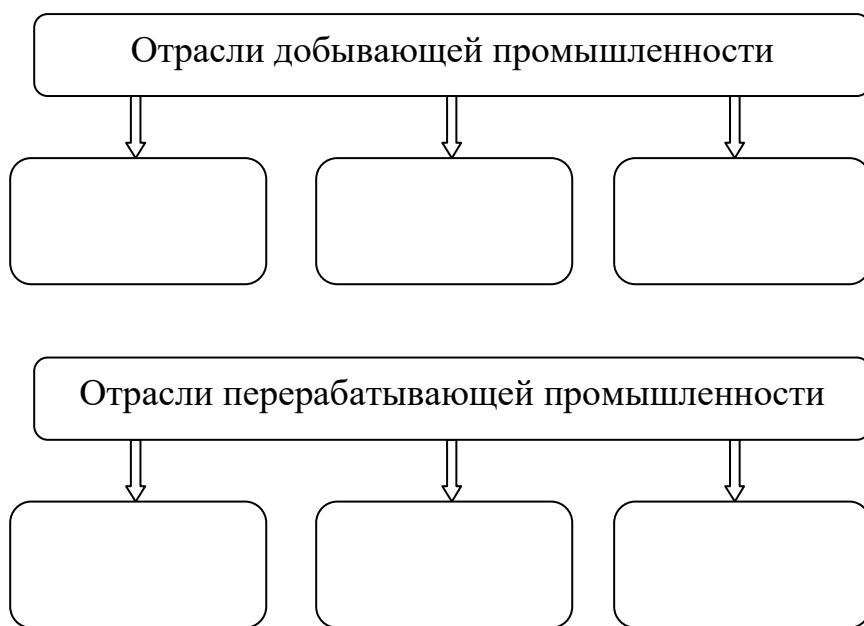 Отрасли добывающей промышленности
Отрасли перерабатывающей промышленности